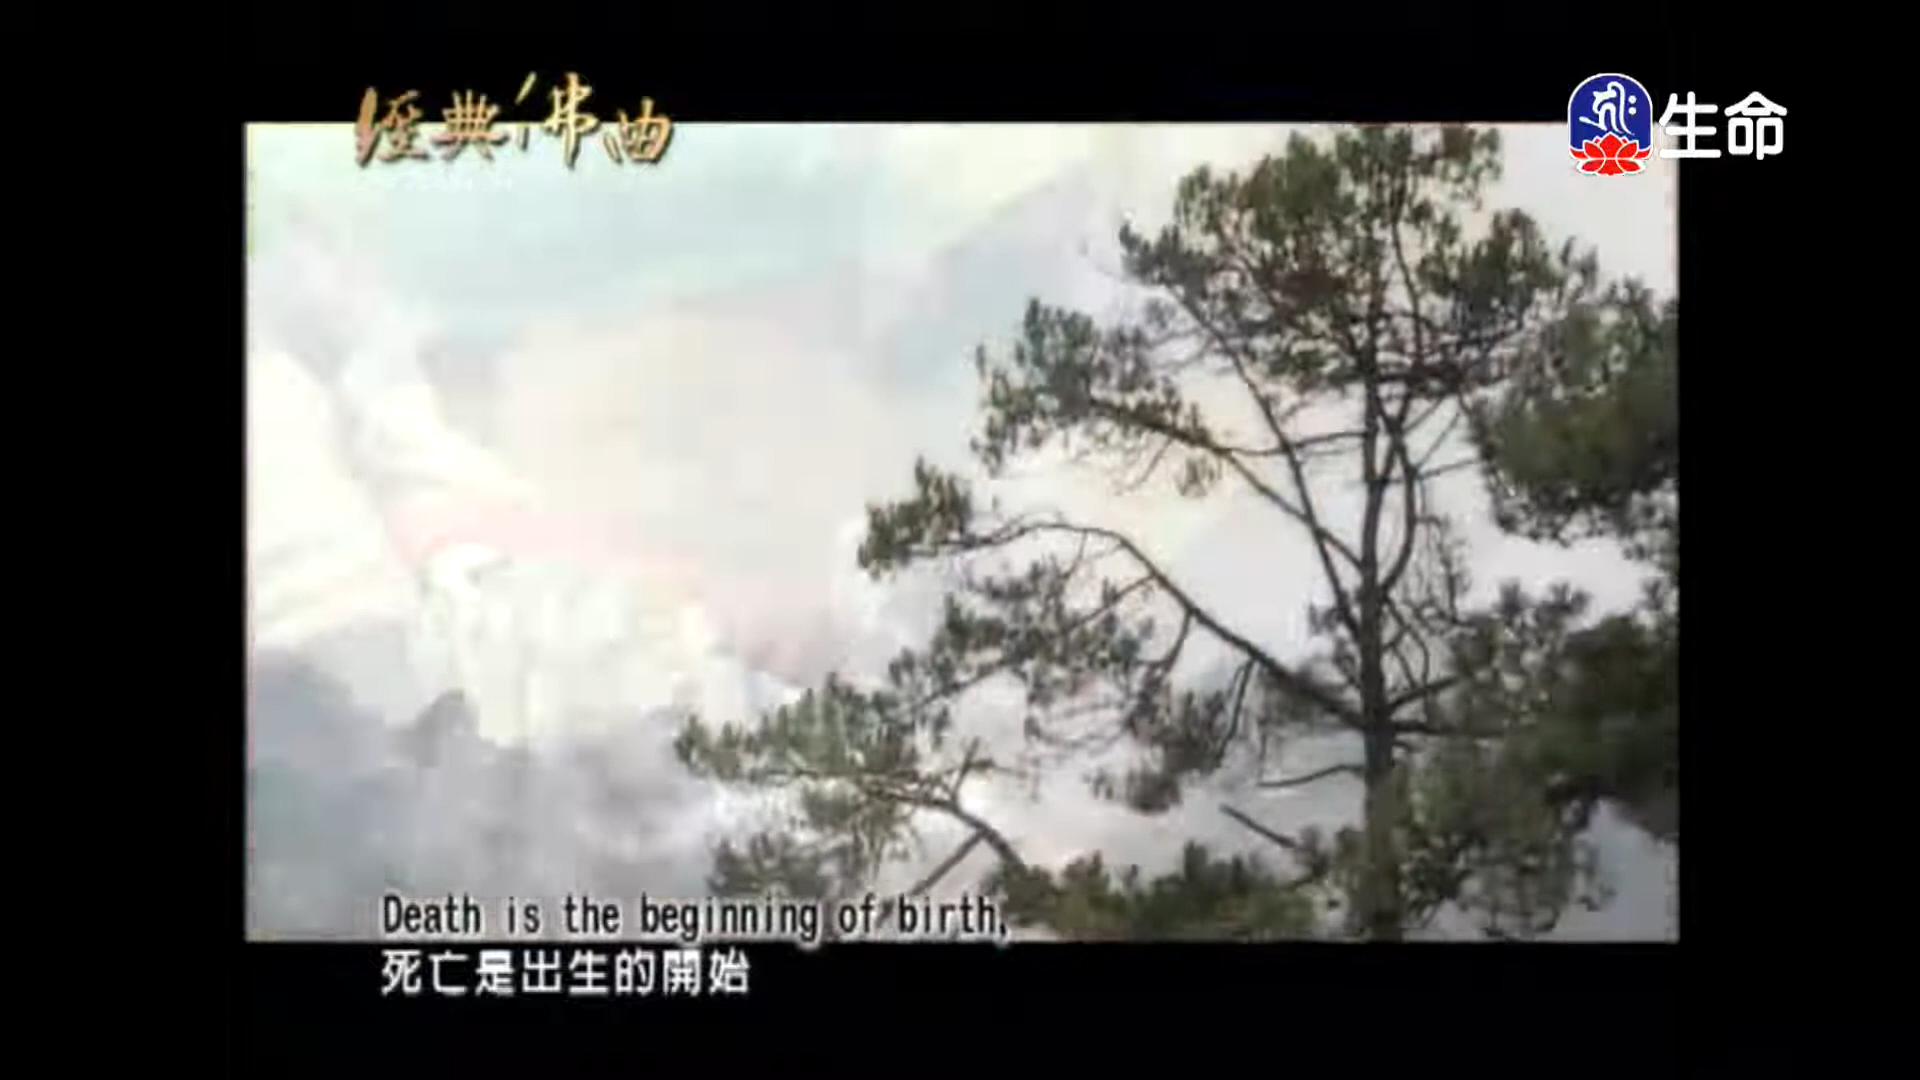 經典佛曲
生命
Death is the beginning of birth,
死亡是出生的開始